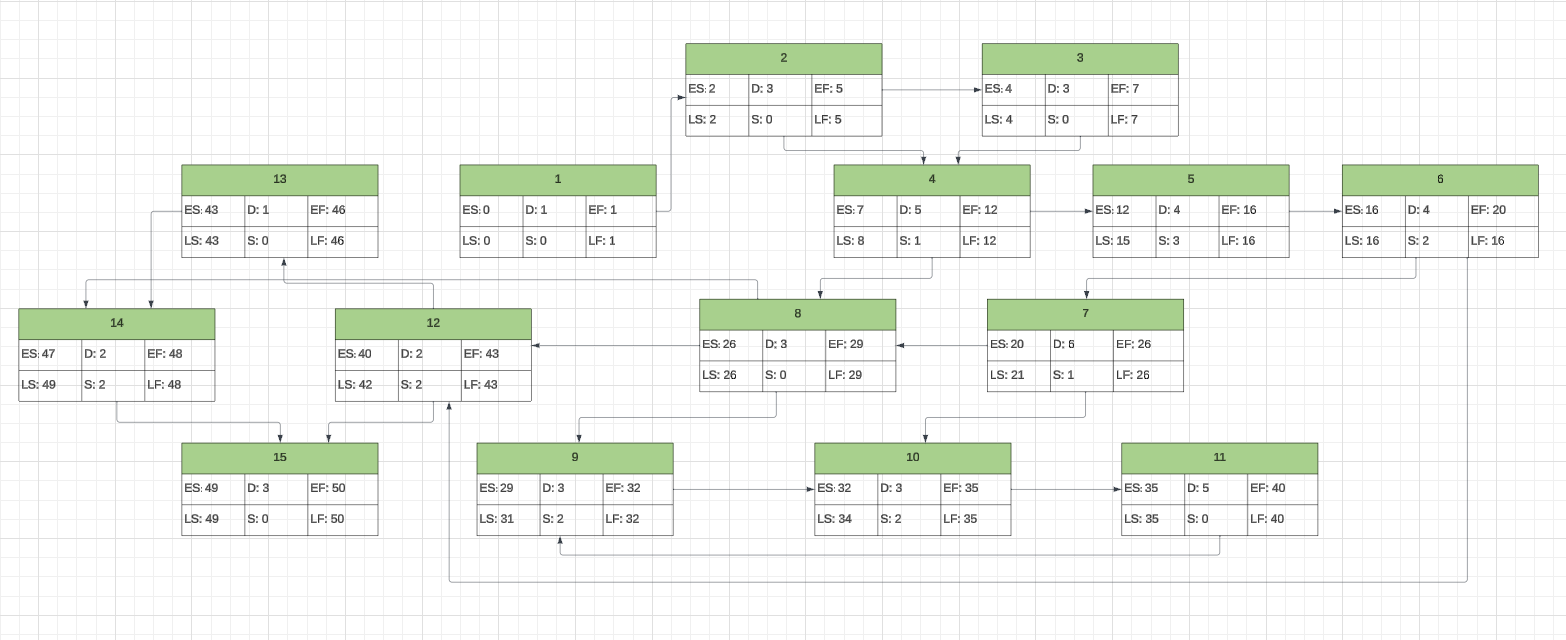 2
ES: 2 D: 3 EF: 5
LS: 2 S: 0 LF: 5
3
ES: 4 D: 3 EF: 7
LS: 4 S: 0 LF: 7
13
ES: 43 D: 1 EF: 46
LS: 43 S: 0 LF: 46
1
ES: 0 D: 1 EF: 1
LS: 0 S: 0 LF: 1
4
ES: 7 D: 5 EF: 12
LS: 8 S: 1 LF: 12
5
ES: 12 D: 4 EF: 16
LS: 15 S: 3 LF: 16
6
ES: 16 D: 4 EF: 20
LS: 16 S: 2 LF: 16
14
ES: 47 D: 2 EF: 48
LS: 49 S: 2 LF: 48
12
ES: 40 D: 2 EF: 43
LS: 42 S: 2 LF: 43
8
ES: 26 D: 3 EF: 29
LS: 26 S: 0 LF: 29
7
ES: 20 D: 6 EF: 26
LS: 21 S: 1 LF: 26
15
ES: 49 D: 3 EF: 50
LS: 49 S: 0 LF: 50
9
ES: 29 D: 3 EF: 32
LS: 31 S: 2 LF: 32
10
ES: 32 D: 3 EF: 35
LS: 34 S: 2 LF: 35
11
ES: 35 D: 5 EF: 40
LS: 35 S: 0 LF: 40